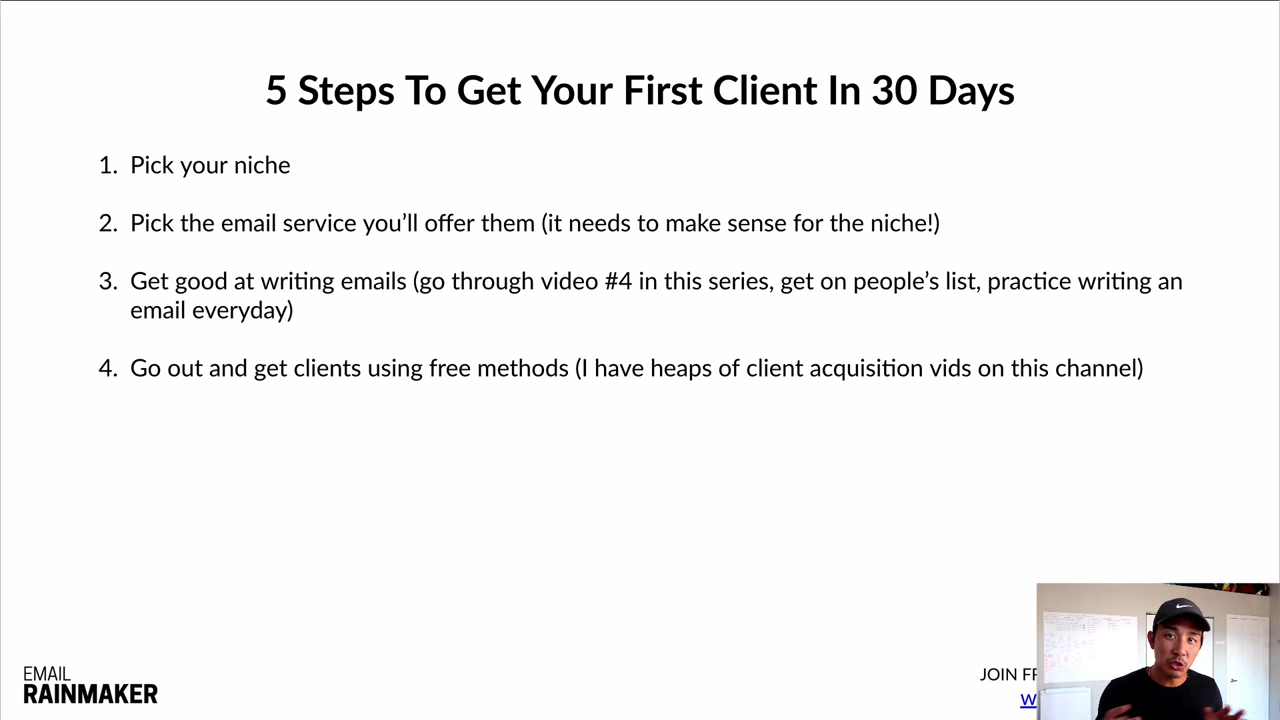 5 Steps To Get Your First Client In 30 Days
1. Pick your niche
2. Pick the email service you’ll offer them (it needs to make sense for the niche!)
3. Get good at writing emails (go through video #4 in this series, get on people’s list, practice writing an
email everyday)
4. Go out and get clients using free methods (I have heaps of client acquisition vids on this channel)
EMAIL
RAINMAKER
JOIN